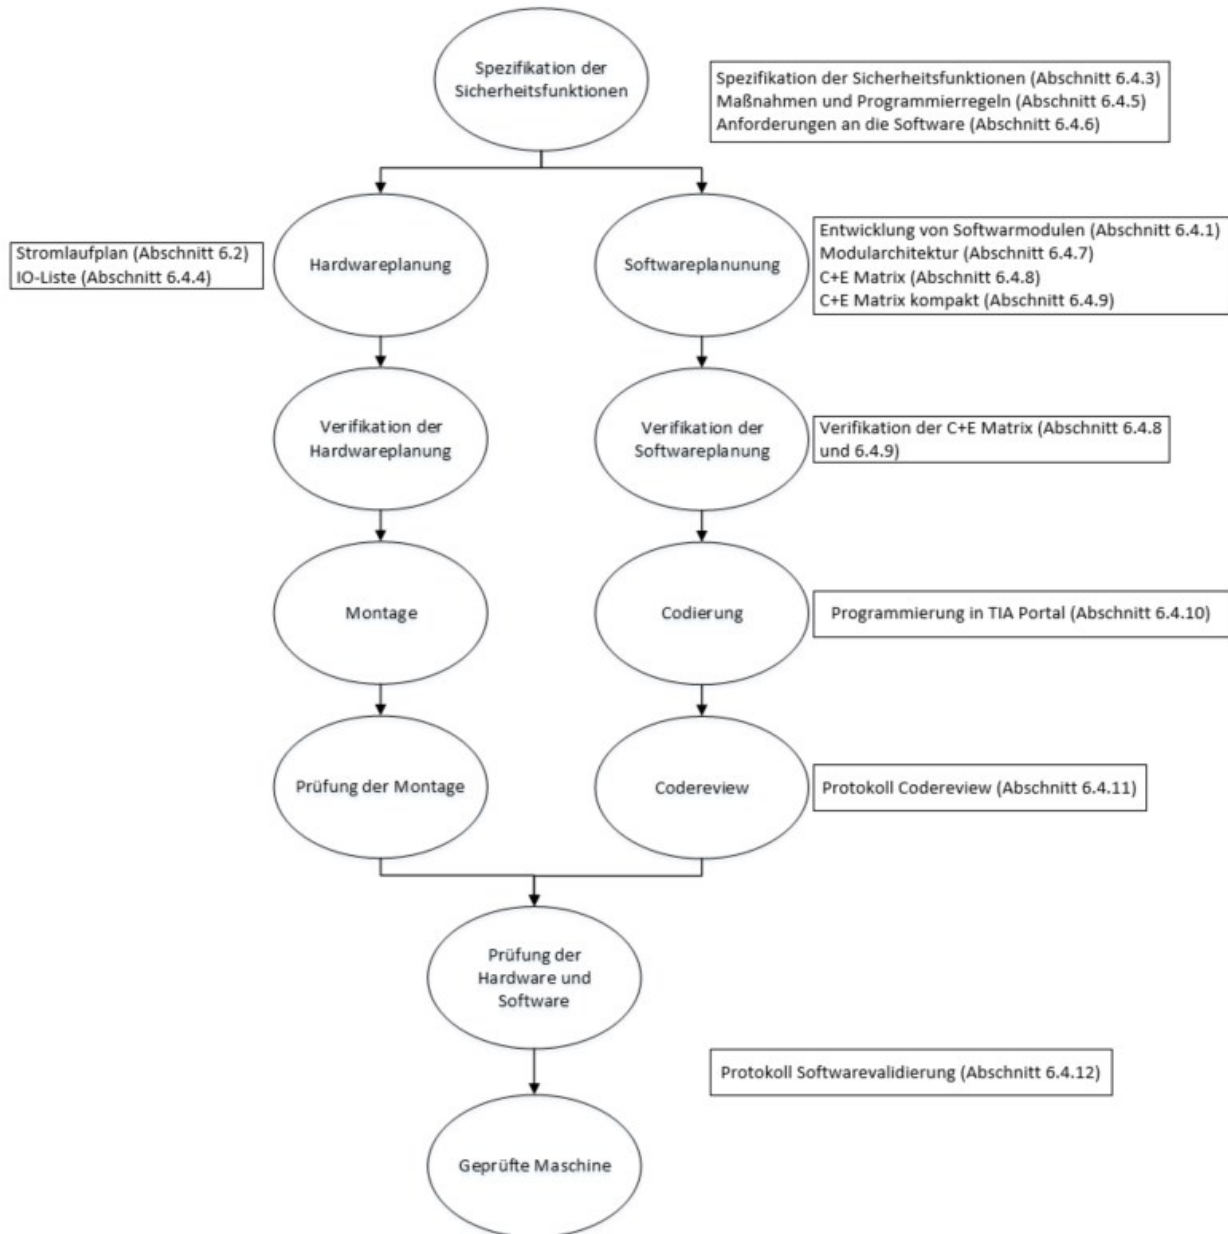 Spezifikation der
Sicherheitsfunktionen
Spezifikation der Sicherheitsfunktionen (Abschnitt 6.4.3)
Maßnahmen und Programmierregeln (Abschnitt 6.4.5)
Anforderungen an die Software (Abschnitt 6.4.6)
Stromlaufplan (Abschnitt 6.2)
IO-Liste (Abschnitt 6.4.4)
Hardwareplanung
Softwareplanunung
Entwicklung von Softwarmodulen (Abschnitt 6.4.1)
Modularchitektur (Abschnitt 6.4.7)
C+E Matrix (Abschnitt 6.4.8)
C+E Matrix kompakt (Abschnitt 6.4.9)
Verifikation der
Hardwareplanung
Verifikation der
Softwareplanung
Verifikation der C+E Matrix (Abschnitt 6.4.8
und 6.4.9)
Montage
Codierung
Programmierung in TIA Portal (Abschnitt 6.4.10)
Prüfung der Montage
Codereview
Protokoll Codereview (Abschnitt 6.4.11)
Prüfung der
Hardware und
Software
Protokoll Softwarevalidierung (Abschnitt 6.4.12)
Geprüfte Maschine